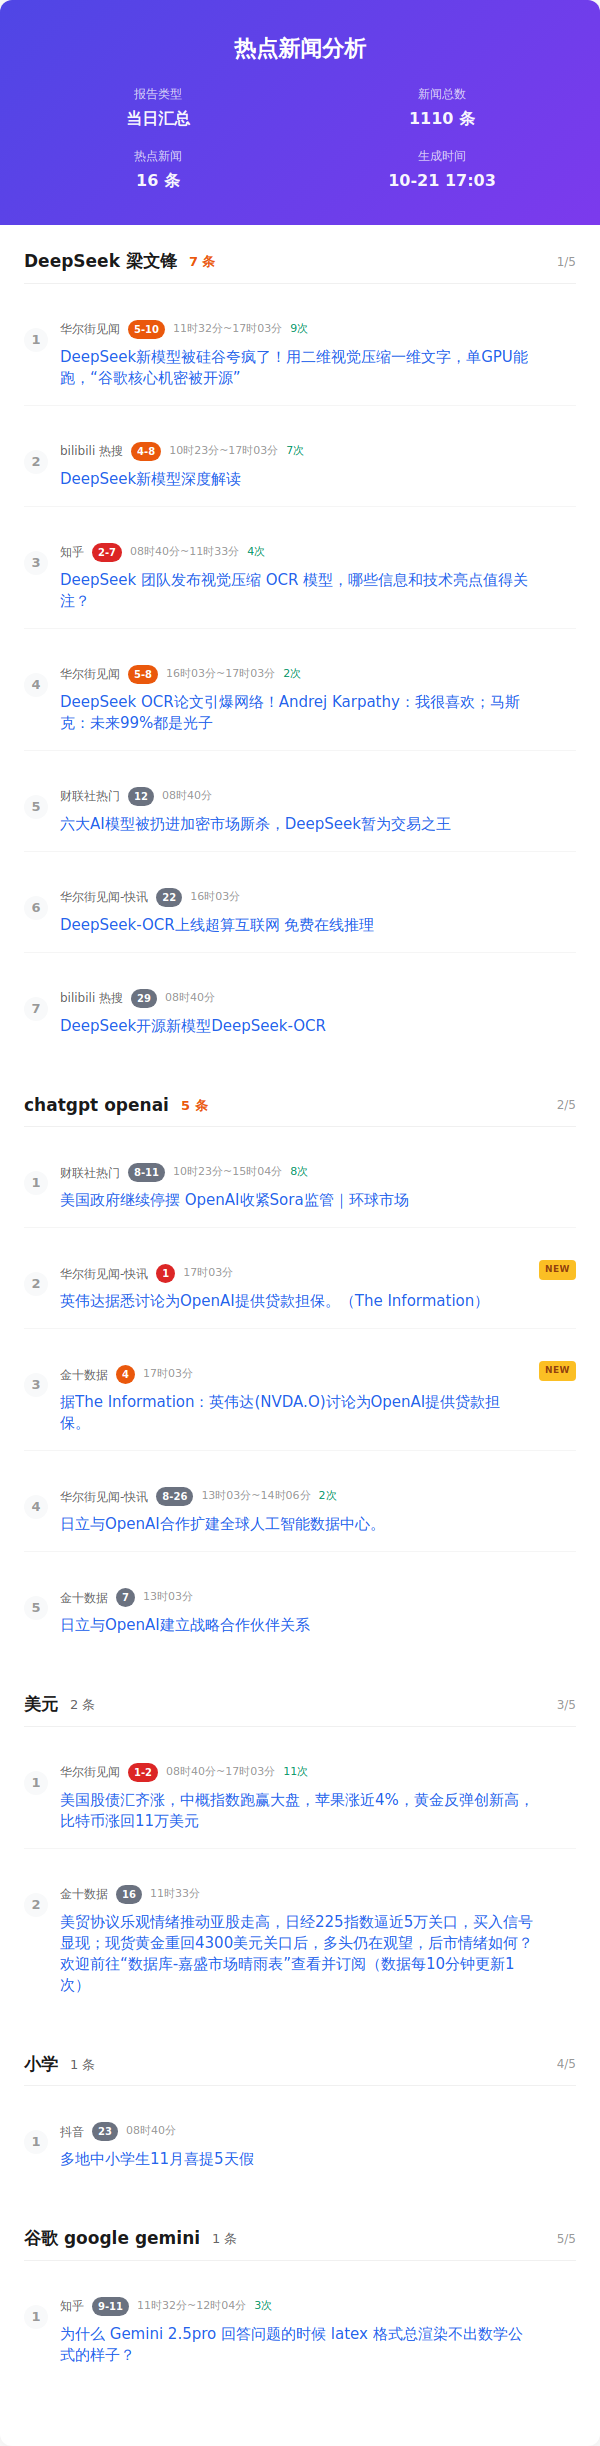 热点新闻分析
报告类型
当日汇总
新闻总数
1110 条
热点新闻
16 条
生成时间
10-21 17:03
DeepSeek 梁文锋 7 条 1/5
1
华尔街见闻 5-10 11时32分~17时03分 9次
DeepSeek新模型被硅谷夸疯了！用二维视觉压缩一维文字，单GPU能
跑，“谷歌核心机密被开源”
2
bilibili 热搜 4-8 10时23分~17时03分 7次
DeepSeek新模型深度解读
3
知乎 2-7 08时40分~11时33分 4次
DeepSeek 团队发布视觉压缩 OCR 模型，哪些信息和技术亮点值得关
注？
4
华尔街见闻 5-8 16时03分~17时03分 2次
DeepSeek OCR论文引爆网络！Andrej Karpathy：我很喜欢；马斯
克：未来99%都是光子
5
财联社热门 12 08时40分
六大AI模型被扔进加密市场厮杀，DeepSeek暂为交易之王
6
华尔街见闻-快讯 22 16时03分
DeepSeek-OCR上线超算互联网 免费在线推理
7
bilibili 热搜 29 08时40分
DeepSeek开源新模型DeepSeek-OCR
chatgpt openai 5 条 2/5
1
财联社热门 8-11 10时23分~15时04分 8次
美国政府继续停摆 OpenAI收紧Sora监管｜环球市场
2
华尔街见闻-快讯 1 17时03分 NEW
英伟达据悉讨论为OpenAI提供贷款担保。（The Information）
3
金十数据 4 17时03分 NEW
据The Information：英伟达(NVDA.O)讨论为OpenAI提供贷款担
保。
4
华尔街见闻-快讯 8-26 13时03分~14时06分 2次
日立与OpenAI合作扩建全球人工智能数据中心。
5
金十数据 7 13时03分
日立与OpenAI建立战略合作伙伴关系
美元 2 条 3/5
1
华尔街见闻 1-2 08时40分~17时03分 11次
美国股债汇齐涨，中概指数跑赢大盘，苹果涨近4%，黄金反弹创新高，
比特币涨回11万美元
2
金十数据 16 11时33分
美贸协议乐观情绪推动亚股走高，日经225指数逼近5万关口，买入信号
显现；现货黄金重回4300美元关口后，多头仍在观望，后市情绪如何？
欢迎前往“数据库-嘉盛市场晴雨表”查看并订阅（数据每10分钟更新1
次）
小学 1 条 4/5
1
抖音 23 08时40分
多地中小学生11月喜提5天假
谷歌 google gemini 1 条 5/5
1
知乎 9-11 11时32分~12时04分 3次
为什么 Gemini 2.5pro 回答问题的时候 latex 格式总渲染不出数学公
式的样子？